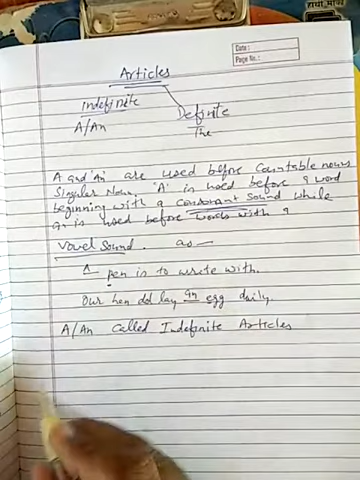 Date :
Page No. :
Articles
Indefinite
A/An
Definite
The
A and 'An' are used before Countable nouns
Singular Noun, 'A' is used before a word
beginning with a consonant sound while
an is used before words with a
Vowel Sound. as—
A pen is to write with.
Our hen did lay an egg daily.
A/An Called Indefinite Articles